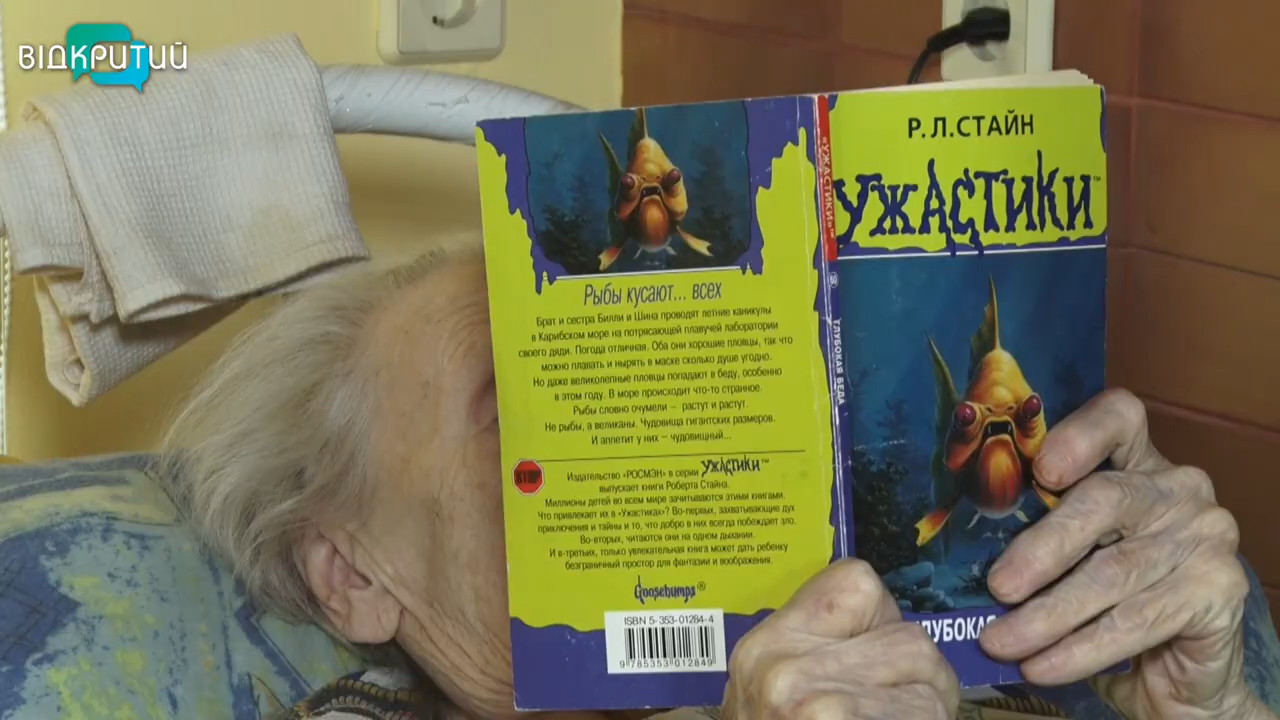 ВІДКРИТИЙ
Рыбы кусают... всех
Брат и сестра Билли и Шина проводят летние каникулы
в Карибском море на потрясающей плавучей лаборатории
своего дяди. Погода отличная. Оба они хорошие пловцы, так что
можно плавать и нырять в маске сколько душе угодно.
Но даже великолепные пловцы попадают в беду, особенно
в этом году. В море происходит что-то странное.
Рыбы словно очумели – растут и растут.
Не рыбы, а великаны. Чудовища гигантских размеров.
И аппетит у них – чудовищный...
Издательство «РОСМЭН» в серии УЖАСТИКИ™
выпускает книги Роберта Стайна.
Миллионы детей во всем мире зачитываются этими книгами.
Что привлекает их в «Ужастиках»? Во-первых, захватывающие дух
приключения и тайны и то, что добро в них всегда побеждает зло.
Во-вторых, читаются они на одном дыхании.
И в-третьих, только увлекательная книга может дать ребенку
безграничный простор для фантазии и воображения.
Goosebumps®
ISBN 5-353-01284-4
9 785353 012849
«УЖАСТИКИ»
ГЛУБОКАЯ БЕДА
Р.Л.СТАЙН
УЖАСТИКИ™
ГЛУБОКАЯ